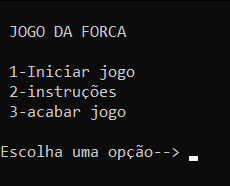 JOGO DA FORCA
1-Iniciar jogo
2-instruções
3-acabar jogo
Escolha uma opção-->